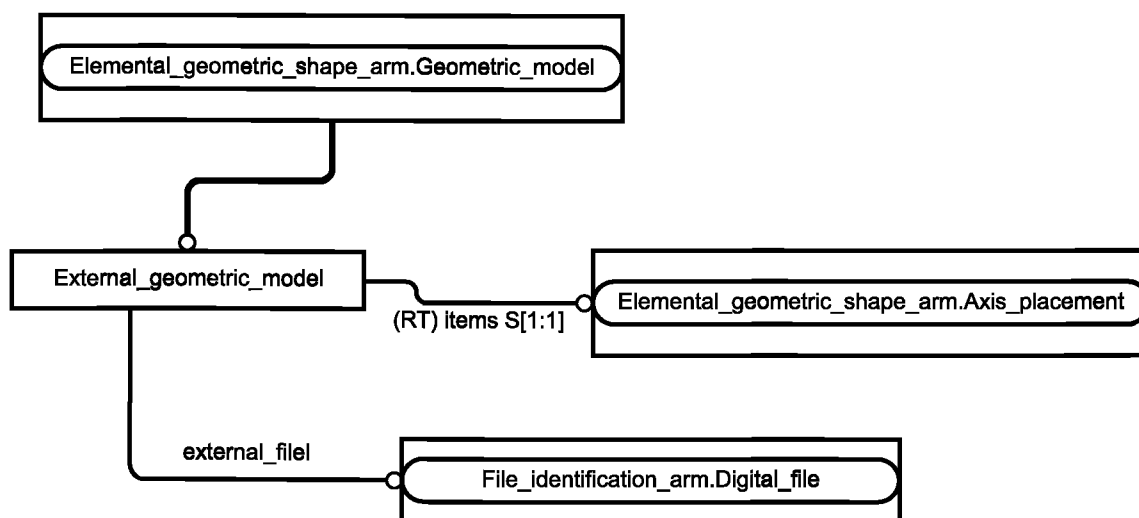 Elemental_geometric_shape_arm.Geometric_model
External_geometric_model
Elemental_geometric_shape_arm.Axis_placement
(RT) items S[1:1]
external_filel
File_identification_arm.Digital_file